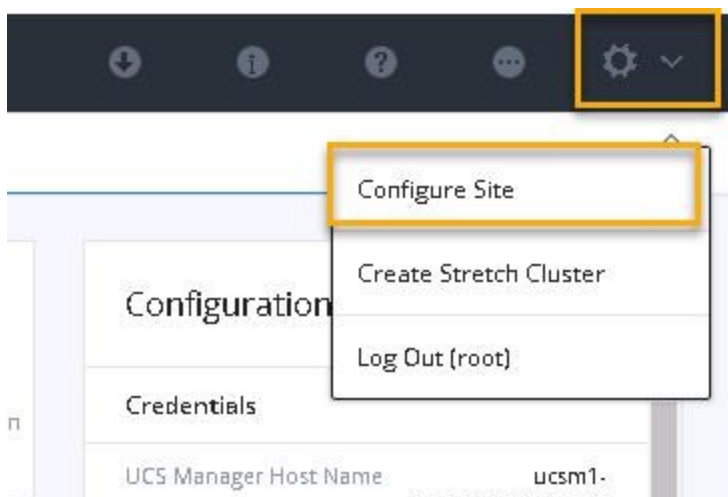 Configure Site
Create Stretch Cluster
Configuration
Log Out (root)
Credentials
UCS Manager Host Name ucsm1-